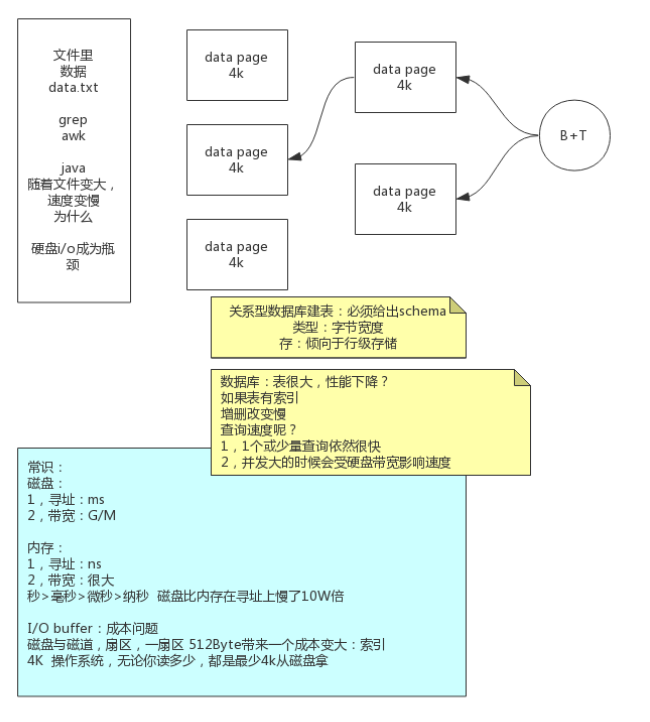 文件里
数据
data.txt
grep
awk
java
随着文件变大，
速度变慢
为什么
硬盘i/o成为瓶
颈
data page
4k
data page
4k
data page
4k
data page
4k
data page
4k
B+T
关系型数据库建表：必须给出schema
类型：字节宽度
存：倾向于行级存储
数据库：表很大，性能下降？
如果表有索引
增删改变慢
查询速度呢？
1，1个或少量查询依然很快
2，并发大的时候会受硬盘带宽影响速度
常识：
磁盘：
1，寻址：ms
2，带宽：G/M
内存：
1，寻址：ns
2，带宽：很大
秒>毫秒>微秒>纳秒 磁盘比内存在寻址上慢了10W倍
I/O buffer：成本问题
磁盘与磁道，扇区，一扇区 512Byte带来一个成本变大：索引
4K 操作系统，无论你读多少，都是最少4k从磁盘拿